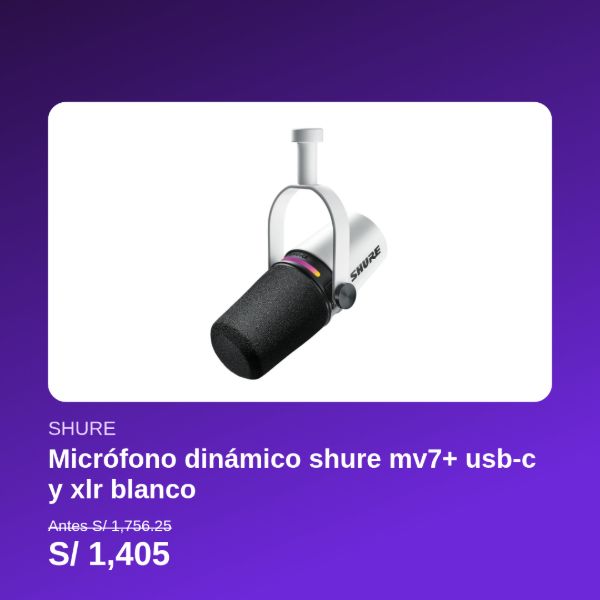 SHURE
SHURE
Micrófono dinámico shure mv7+ usb-c
y xlr blanco
Antes S/ 1,756.25
S/ 1,405